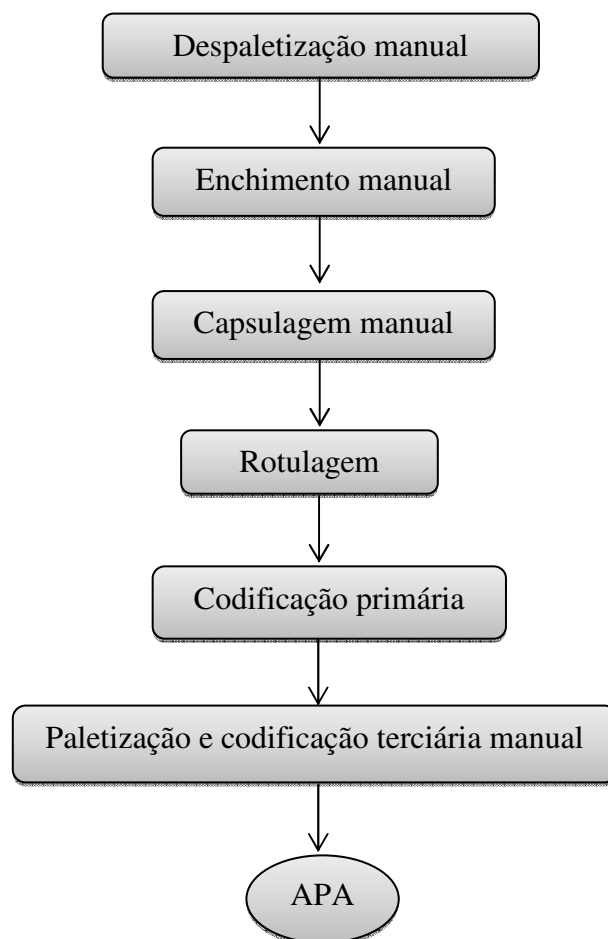 Despaletização manual
Enchimento manual
Capsulagem manual
Rotulagem
Codificação primária
Paletização e codificação terciária manual
APA